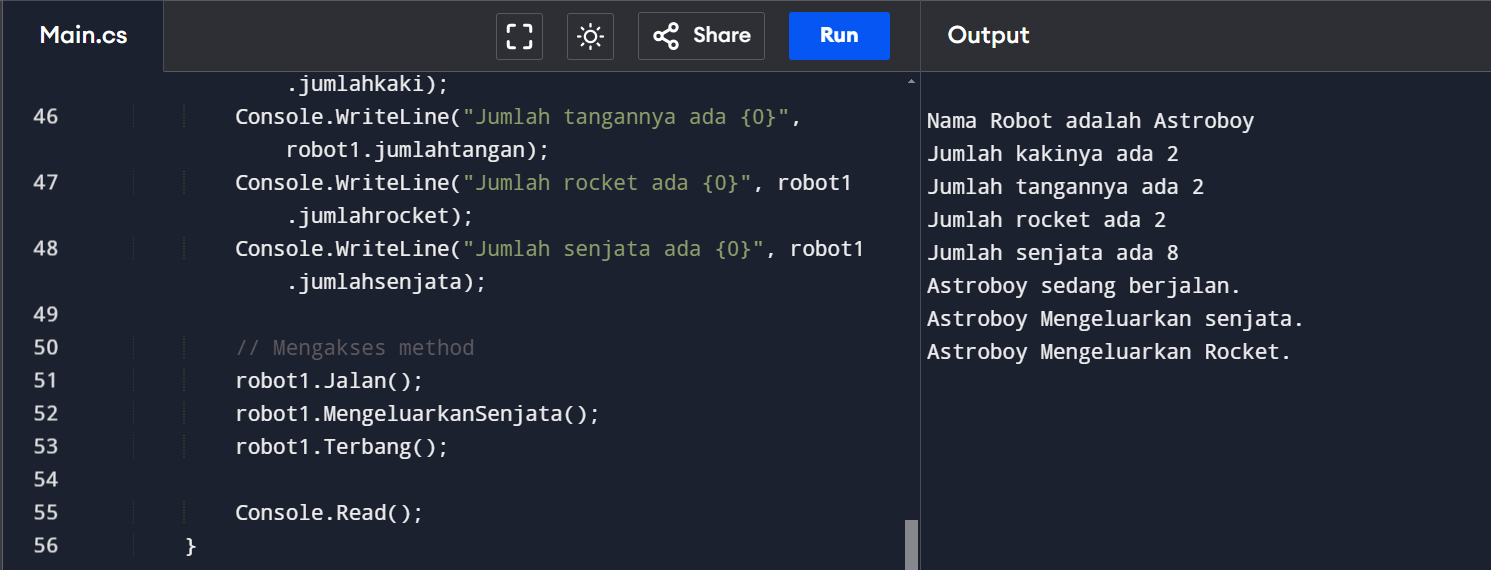 Main.cs
Share
Run
Output
.jumlahkaki);
46 Console.WriteLine("Jumlah tangannya ada {0}",
robot1.jumlahtangan);
47 Console.WriteLine("Jumlah rocket ada {0}", robot1
.jumlahrocket);
48 Console.WriteLine("Jumlah senjata ada {0}", robot1
.jumlahsenjata);
49
50 // Mengakses method
51 robot1.Jalan();
52 robot1.MengeluarkanSenjata();
53 robot1.Terbang();
54
55 Console.Read();
56 }
Nama Robot adalah Astroboy
Jumlah kakinya ada 2
Jumlah tangannya ada 2
Jumlah rocket ada 2
Jumlah senjata ada 8
Astroboy sedang berjalan.
Astroboy Mengeluarkan senjata.
Astroboy Mengeluarkan Rocket.